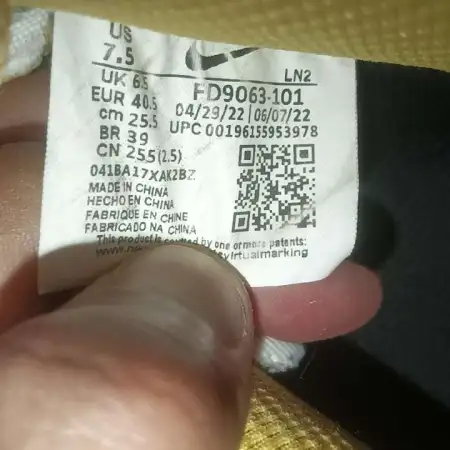 US
7.5
LN2
UK 6.5
FD9063-101
EUR 40.5
04/29/22 | 06/07/22
cm 25.5
UPC 00196155953978
BR 39
CN 255 (2.5)
041BA17XAK2BZ
MADE IN CHINA
HECHO EN CHINA
FABRIQUE EN CHINE
FABRICADO NA CHINA
This product is covered by one or more patents:
virtualmarking